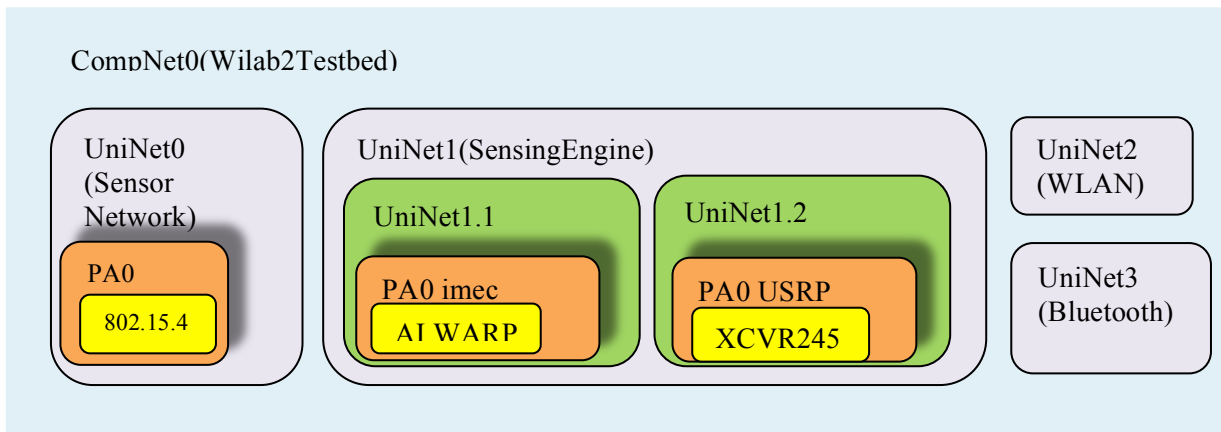 CompNet0(Wilab2Testbed)
UniNet0
(Sensor
Network)
PA0
802.15.4
UniNet1(SensingEngine)
UniNet1.1
PA0 imec
AI WARP
UniNet1.2
PA0 USRP
XCVR245
UniNet2
(WLAN)
UniNet3
(Bluetooth)